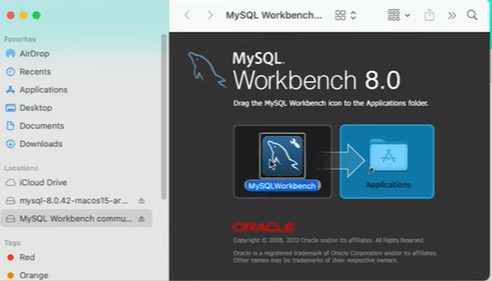 MySQL Workbench...
Favorites
AirDrop
Recents
Applications
Desktop
Documents
Downloads
Locations
iCloud Drive
mysql-8.0.42-macos15-ar...
MySQL Workbench commu...
Tags
Red
Orange
MySQL.
Workbench 8.0
Drag the MySQL Workbench icon to the Applications folder.
MySQLWorkbench
Applications
ORACLE
Copyright © 2006, 2022 Oracle and/or its affiliates. All Rights Reserved.
Oracle is a registered trademark of Oracle Corporation and/or its affiliates.
Other names may be trademarks of their respective owners.